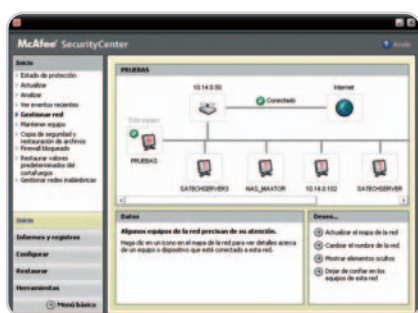 McAfee SecurityCenter
Ayuda
Inicio
Estado de protección
Actualizar
Analizar
Ver eventos recientes
Gestionar red
Mantener equipo
Copia de seguridad y
restauración de archivos
Firewall bloqueado
Restaurar valores
predeterminados del
cortafuegos
Gestionar redes inalámbricas
Inicio
Informes y registros
Configurar
Restaurar
Herramientas
Menú básico
PRUEBAS
10.14.0.50
Internet
Conectado
Este equipo
PRUEBAS
SATECHSERVER3
NAS_MAXTOR
10.14.0.102
SATECHSERVER
Datos
Algunos equipos de la red precisan de su atención.
Haga clic en un icono en el mapa de la red para ver detalles acerca
de un equipo o dispositivo que esté conectado a esta red.
Deseo...
Actualizar el mapa de la red
Cambiar el nombre de la red
Mostrar elementos ocultos
Dejar de confiar en los
equipos de esta red